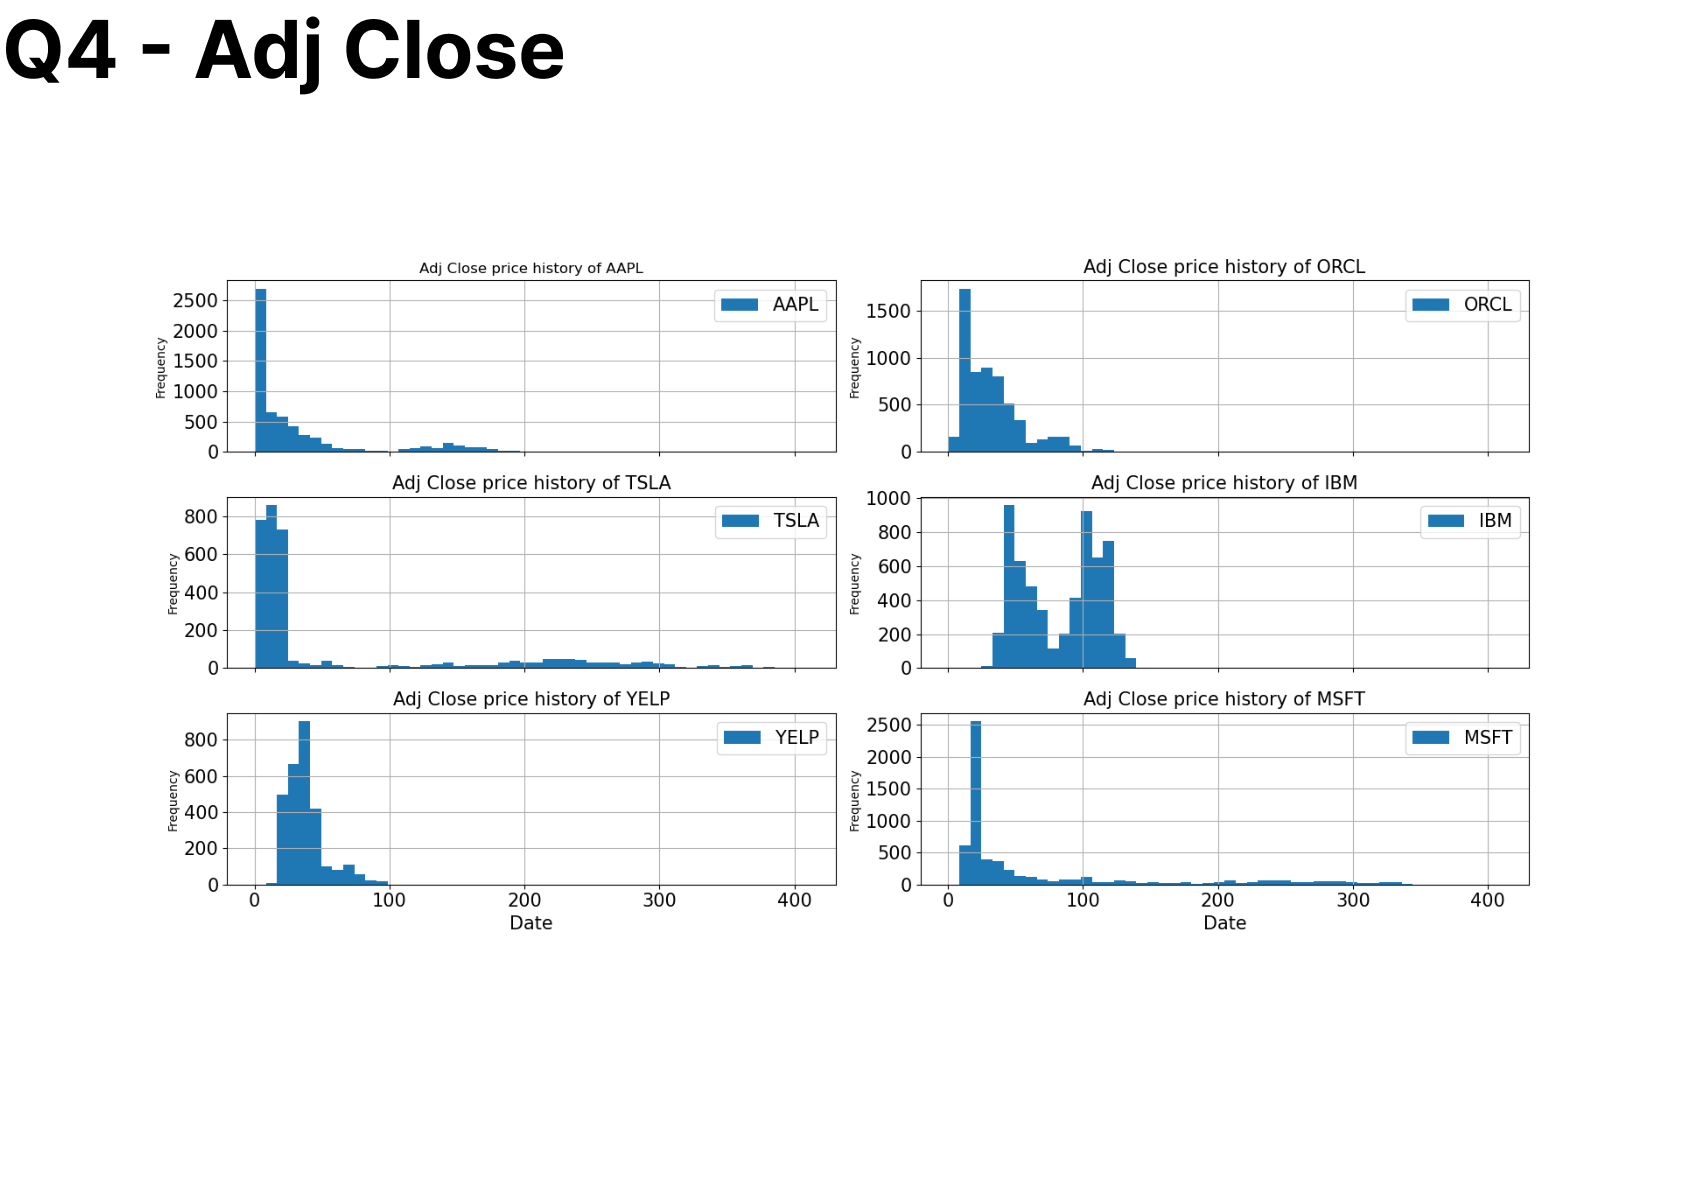 Q4 - Adj Close
Adj Close price history of AAPL
Frequency
2500
2000
1500
1000
500
0
AAPL
Adj Close price history of ORCL
Frequency
1500
1000
500
0
ORCL
Adj Close price history of TSLA
Frequency
800
600
400
200
0
TSLA
Adj Close price history of IBM
Frequency
1000
800
600
400
200
0
IBM
Adj Close price history of YELP
Frequency
800
600
400
200
0
YELP
0 100 200 300 400
Date
Adj Close price history of MSFT
Frequency
2500
2000
1500
1000
500
0
MSFT
0 100 200 300 400
Date